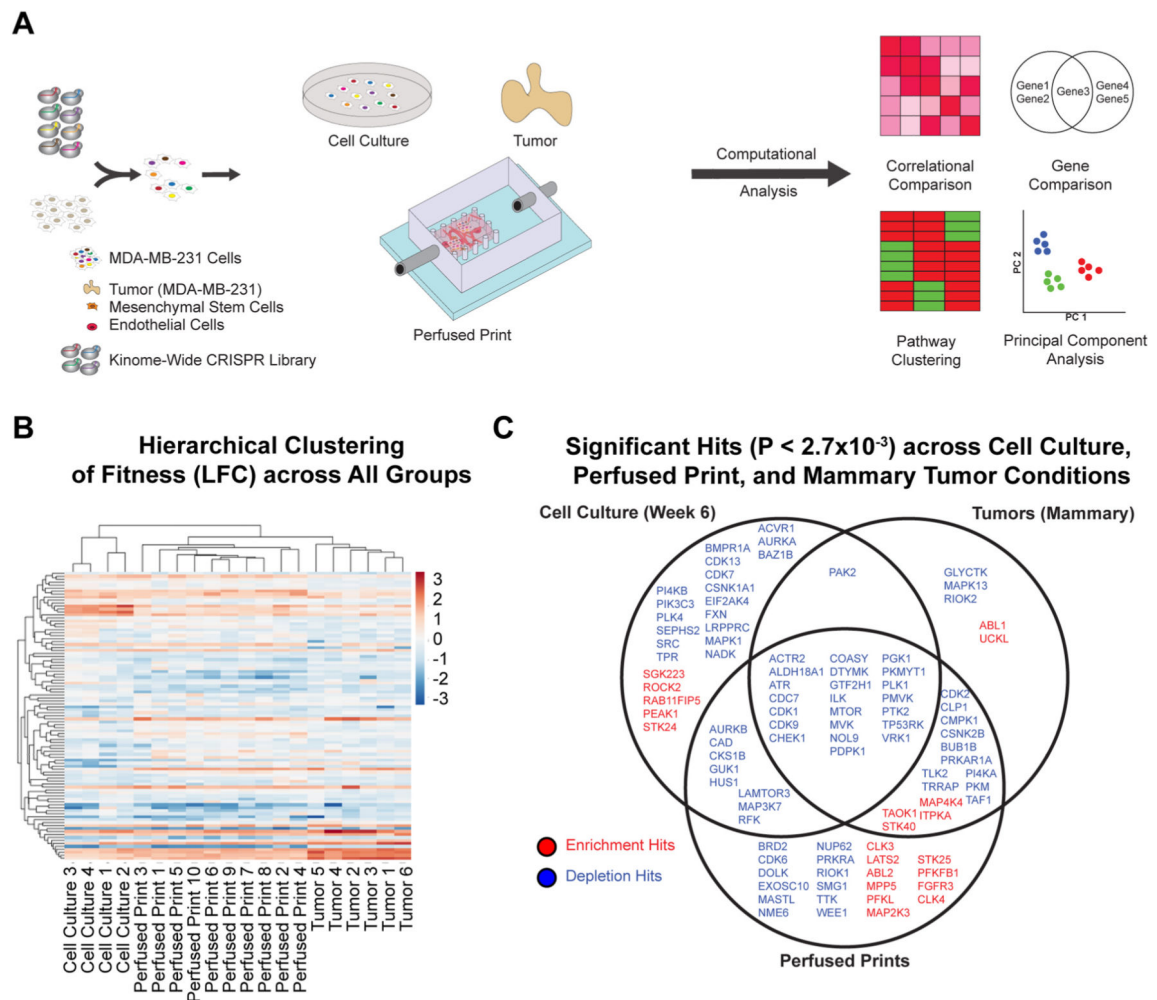 A
Cell Culture
Tumor
Perfused Print
MDA-MB-231 Cells
Tumor (MDA-MB-231)
Mesenchymal Stem Cells
Endothelial Cells
Kinome-Wide CRISPR Library
Computational
Analysis
Correlational
Comparison
Gene1
Gene2
Gene3
Gene4
Gene5
Gene
Comparison
Pathway
Clustering
PC 2
PC 1
Principal Component
Analysis
B
Hierarchical Clustering
of Fitness (LFC) across All Groups
3
2
1
0
-1
-2
-3
Cell Culture 3
Cell Culture 4
Cell Culture 1
Cell Culture 2
Perfused Print 3
Perfused Print 1
Perfused Print 5
Perfused Print 10
Perfused Print 6
Perfused Print 9
Perfused Print 7
Perfused Print 8
Perfused Print 2
Perfused Print 4
Tumor 5
Tumor 4
Tumor 2
Tumor 3
Tumor 1
Tumor 6
C
Significant Hits (P < 2.7x10⁻³) across Cell Culture,
Perfused Print, and Mammary Tumor Conditions
Cell Culture (Week 6)
Tumors (Mammary)
ACVR1
AURKA
BAZ1B
BMPR1A
CDK13
CDK7
CSNK1A1
EIF2AK4
FXN
LRPPRC
MAPK1
NADK
PI4KB
PIK3C3
PLK4
SEPHS2
SRC
TPR
SGK223
ROCK2
RAB11FIP5
PEAK1
STK24
PAK2
GLYCTK
MAPK13
RIOK2
ABL1
UCKL
ACTR2
ALDH18A1
ATR
CDC7
CDK1
CDK9
CHEK1
COASY
DTYMK
GTF2H1
ILK
MTOR
MVK
NOL9
PDPK1
PGK1
PKMYT1
PLK1
PMVK
PTK2
TP53RK
VRK1
CDK2
CLP1
CMPK1
CSNK2B
BUB1B
PRKAR1A
TLK2
TRRAP
PI4KA
PKM
TAF1
MAP4K4
ITPKA
TAOK1
STK40
AURKB
CAD
CKS1B
GUK1
HUS1
LAMTOR3
MAP3K7
RFK
Enrichment Hits
Depletion Hits
BRD2
CDK6
DOLK
EXOSC10
MASTL
NME6
NUP62
PRKRA
RIOK1
SMG1
TTK
WEE1
CLK3
LATS2
ABL2
MPP5
PFKL
MAP2K3
STK25
PFKFB1
FGFR3
CLK4
Perfused Prints